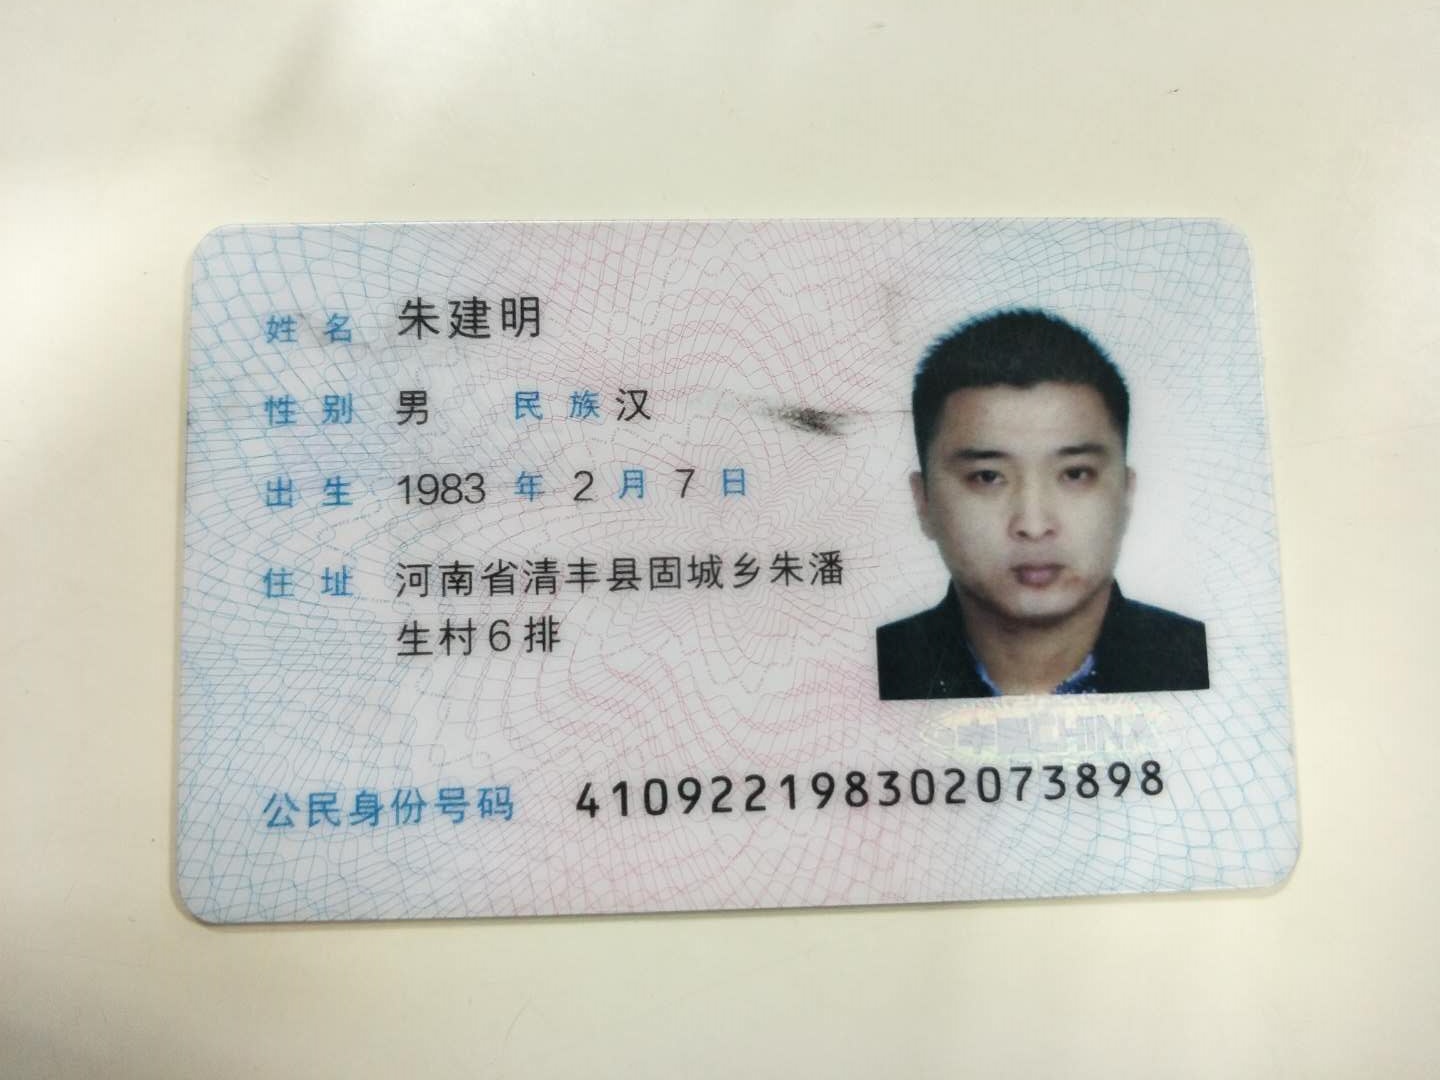 姓名 朱建明
性别 男 民族 汉
出生 1983 年 2 月 7 日
住址 河南省清丰县固城乡朱潘
生村6排
中国CHINA
公民身份号码 410922198302073898